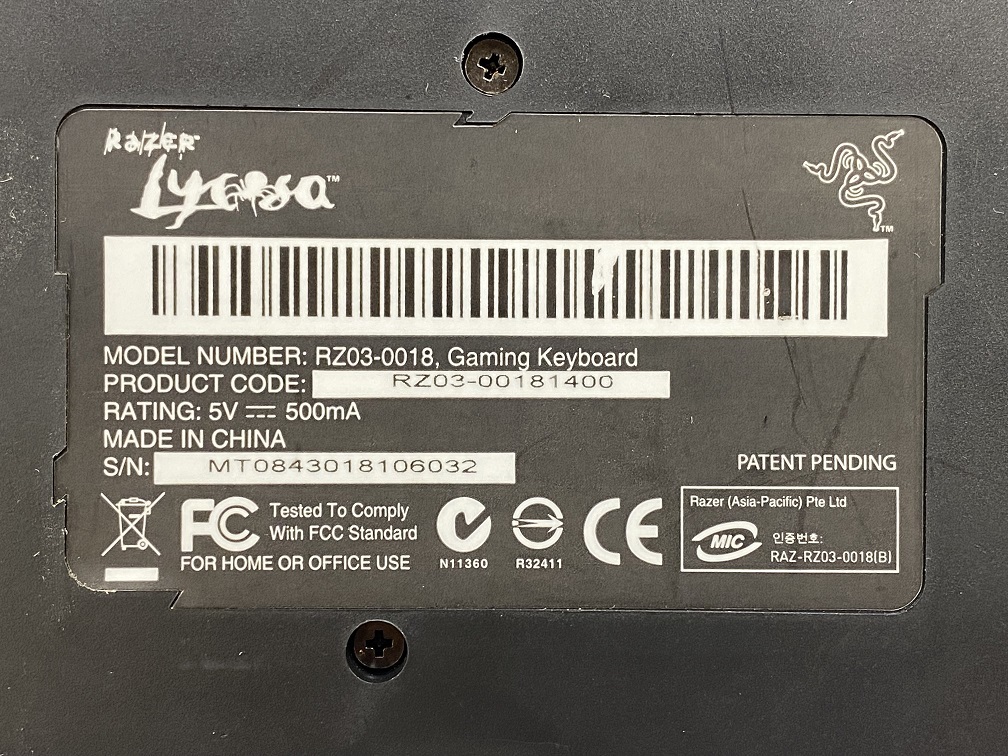 RAZER
Lycosa™
TM
MODEL NUMBER: RZ03-0018, Gaming Keyboard
PRODUCT CODE: RZ03-00181400
RATING: 5V ⎓ 500mA
MADE IN CHINA
S/N: MT0843018106032
PATENT PENDING
FC Tested To Comply
With FCC Standard
FOR HOME OR OFFICE USE
N11360
R32411
CE
Razer (Asia-Pacific) Pte Ltd
MIC 인증번호:
RAZ-RZ03-0018(B)